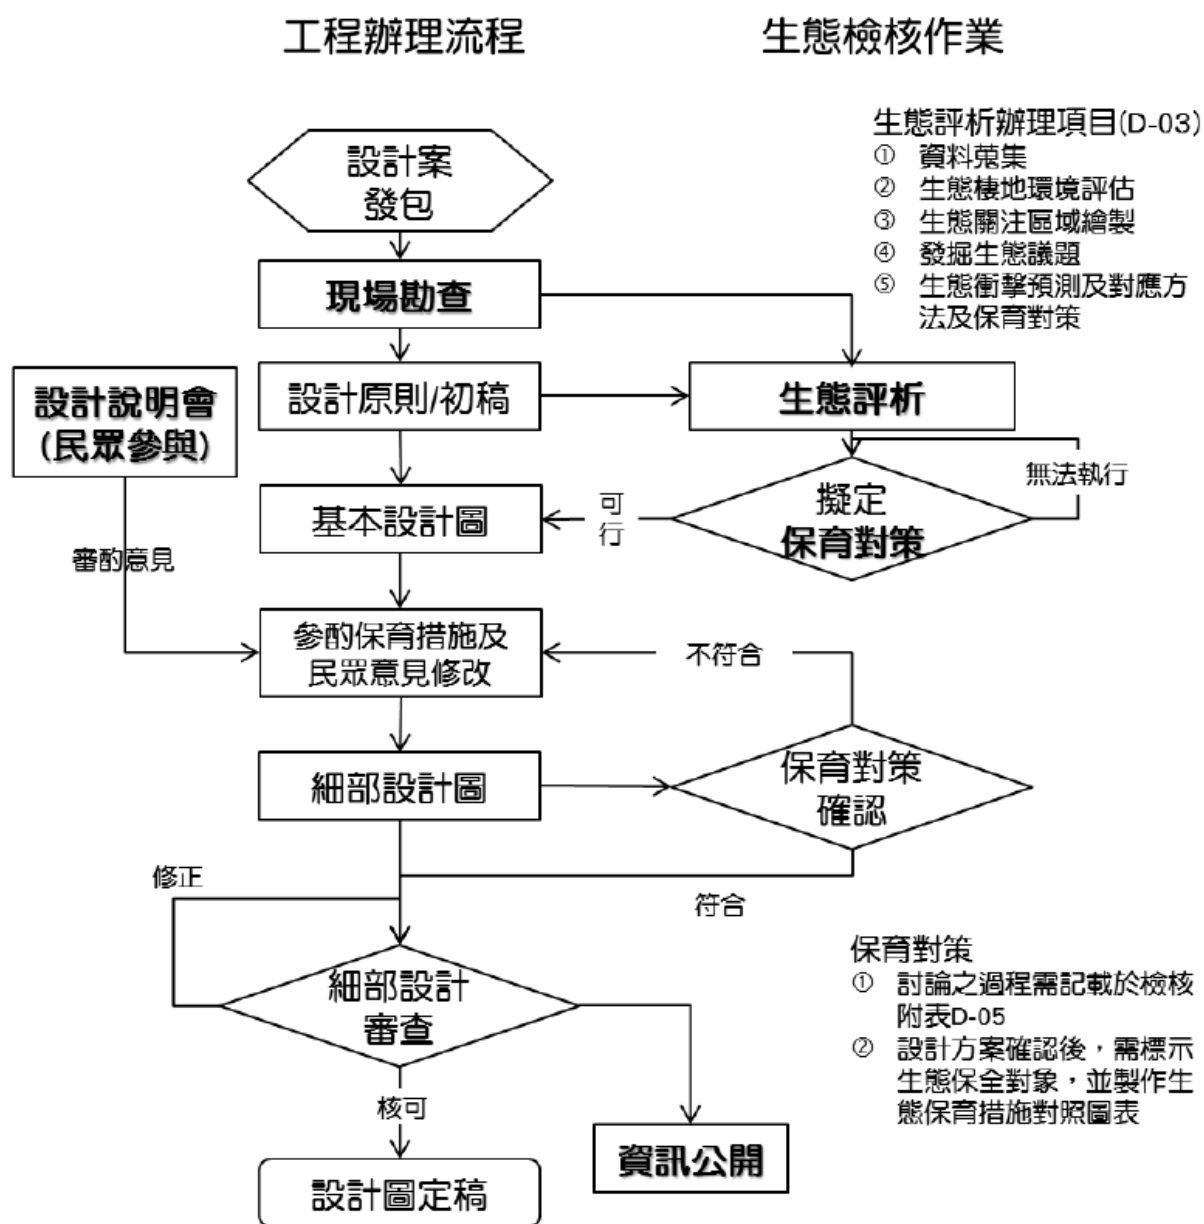 工程辦理流程
生態檢核作業
生態評析辦理項目(D-03)
① 資料蒐集
② 生態棲地環境評估
③ 生態關注區域繪製
④ 發掘生態議題
⑤ 生態衝擊預測及對應方
法及保育對策
設計案
發包
現場勘查
設計說明會
(民眾參與)
設計原則/初稿
生態評析
無法執行
擬定
保育對策
可
行
基本設計圖
審酌意見
參酌保育措施及
民眾意見修改
不符合
細部設計圖
保育對策
確認
修正
符合
細部設計
審查
保育對策
① 討論之過程需記載於檢核
附表D-05
② 設計方案確認後，需標示
生態保全對象，並製作生
態保育措施對照圖表
核可
資訊公開
設計圖定稿